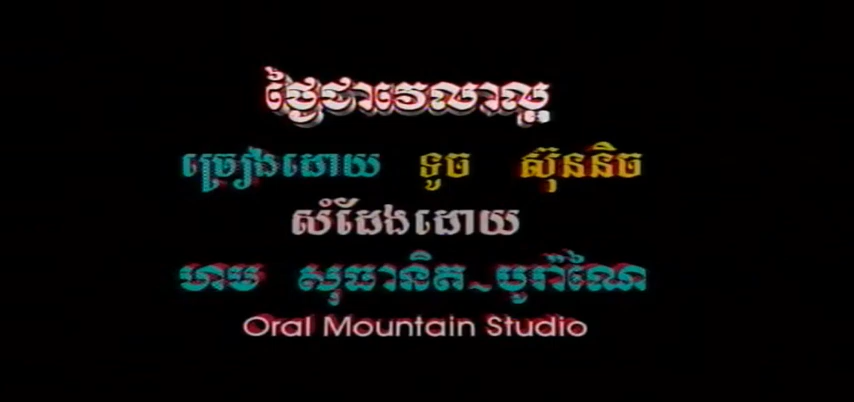 ថ្ងៃជាវេលាល្អ
ច្រៀងដោយ ទូច ស៊ុននិច
សំដែងដោយ
ហម សុធានិត~បូរ៉ាណៃ
Oral Mountain Studio